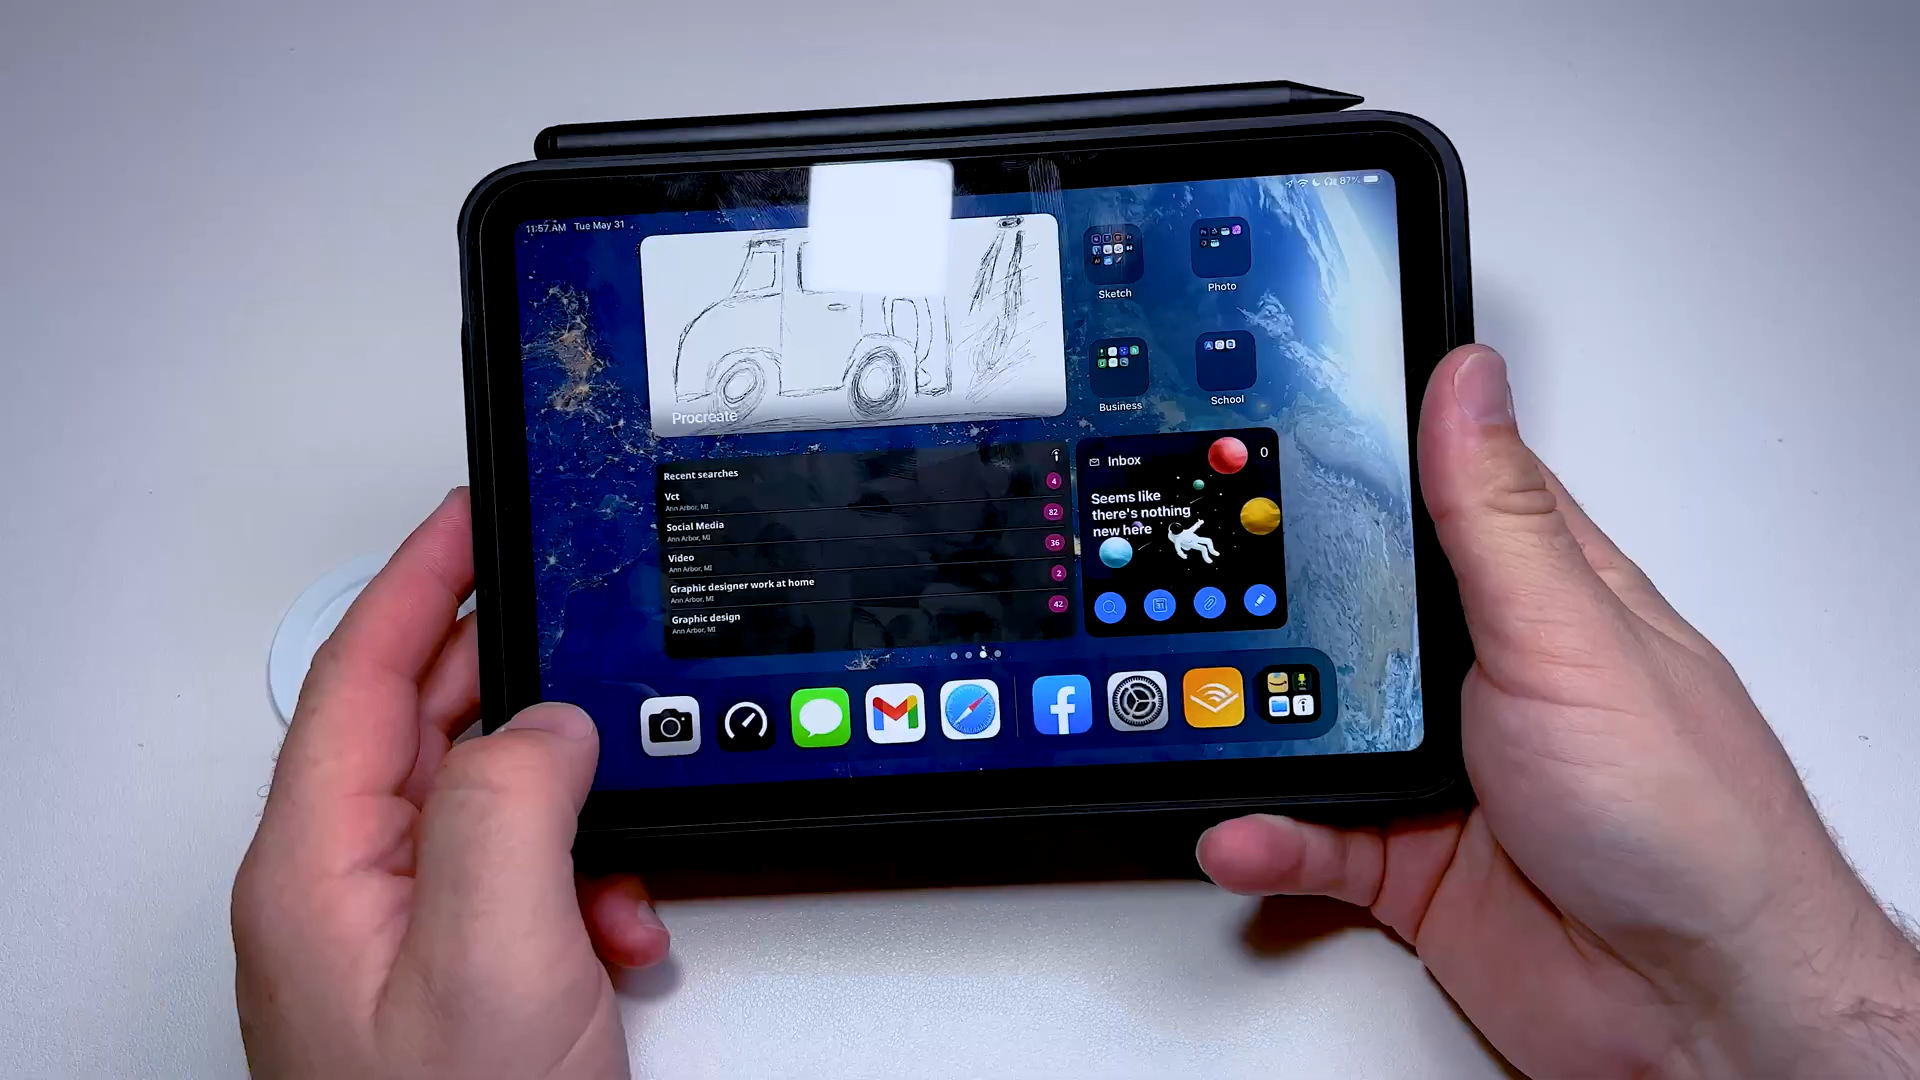 11:57 AM Tue May 31
87%
Procreate
Sketch
Photo
Business
School
Recent searches
Vct
Ann Arbor, MI
4
Social Media
Ann Arbor, MI
82
Video
Ann Arbor, MI
36
Graphic designer work at home
Ann Arbor, MI
2
Graphic design
Ann Arbor, MI
42
Inbox
0
Seems like
there's nothing
new here
31